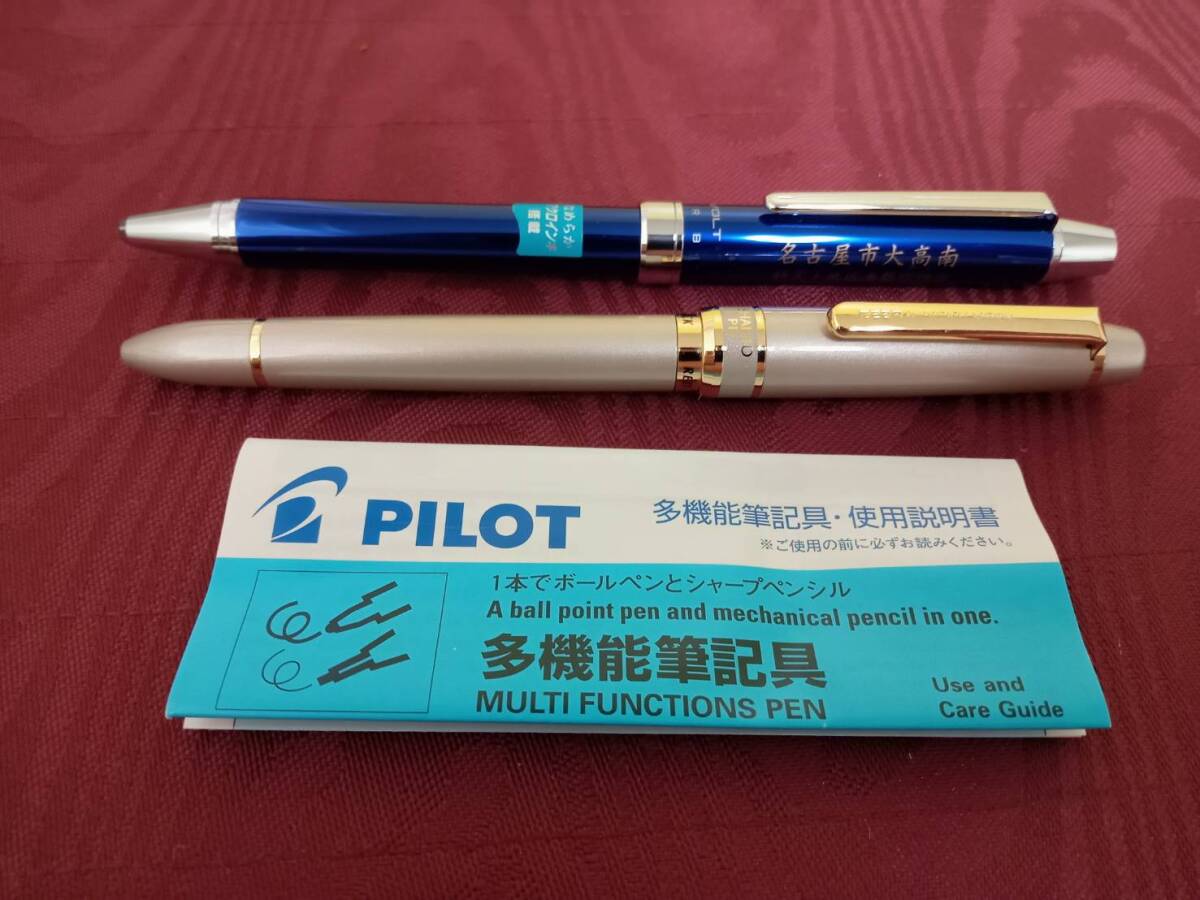 めらか
クロインキ
搭載
VOLT
R B
名古屋市大高南
PILOT
多機能筆記具・使用説明書
※ご使用の前に必ずお読みください。
1本でボールペンとシャープペンシル
A ball point pen and mechanical pencil in one.
多機能筆記具
MULTI FUNCTIONS PEN
Use and
Care Guide